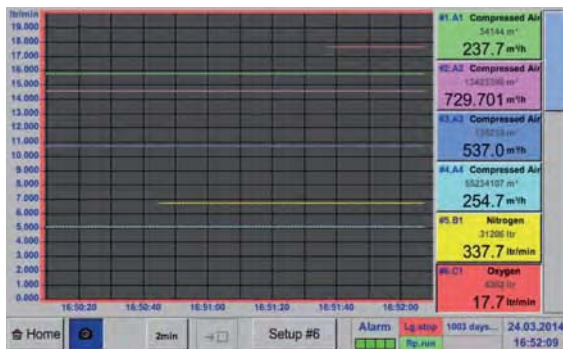 ltr/min
19.000
18.000
17.000
16.000
15.000
14.000
13.000
12.000
11.000
10.000
9.000
8.000
7.000
6.000
5.000
4.000
3.000
2.000
1.000
0.000
16:50:20 16:50:40 16:51:00 16:51:20 16:51:40 16:52:00
#1.A1 Compressed Air
34144 m³
237.7 m³/h
#2.A2 Compressed Air
m³
729.701 m³/h
#3.A3 Compressed Air
m³
537.0 m³/h
#4.A4 Compressed Air
55234107 m³
254.7 m³/h
#5.B1 Nitrogen
31206 ltr
337.7 ltr/min
#6.C1 Oxygen
ltr
17.7 ltr/min
Home 2min Setup #6 Alarm Lg.stop 1003 days... 24.03.2014
Rp.run 16:52:09